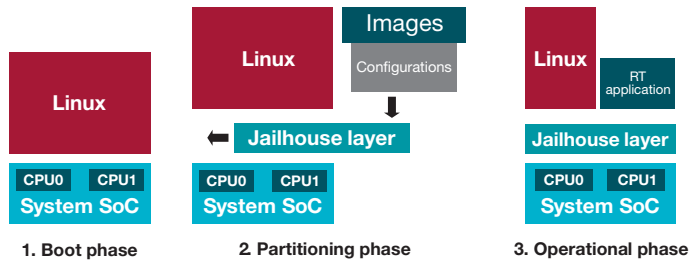 Linux
CPU0 CPU1
System SoC
1. Boot phase
Images
Linux
Configurations
Jailhouse layer
CPU0 CPU1
System SoC
2. Partitioning phase
Linux
RT
application
Jailhouse layer
CPU0 CPU1
System SoC
3. Operational phase